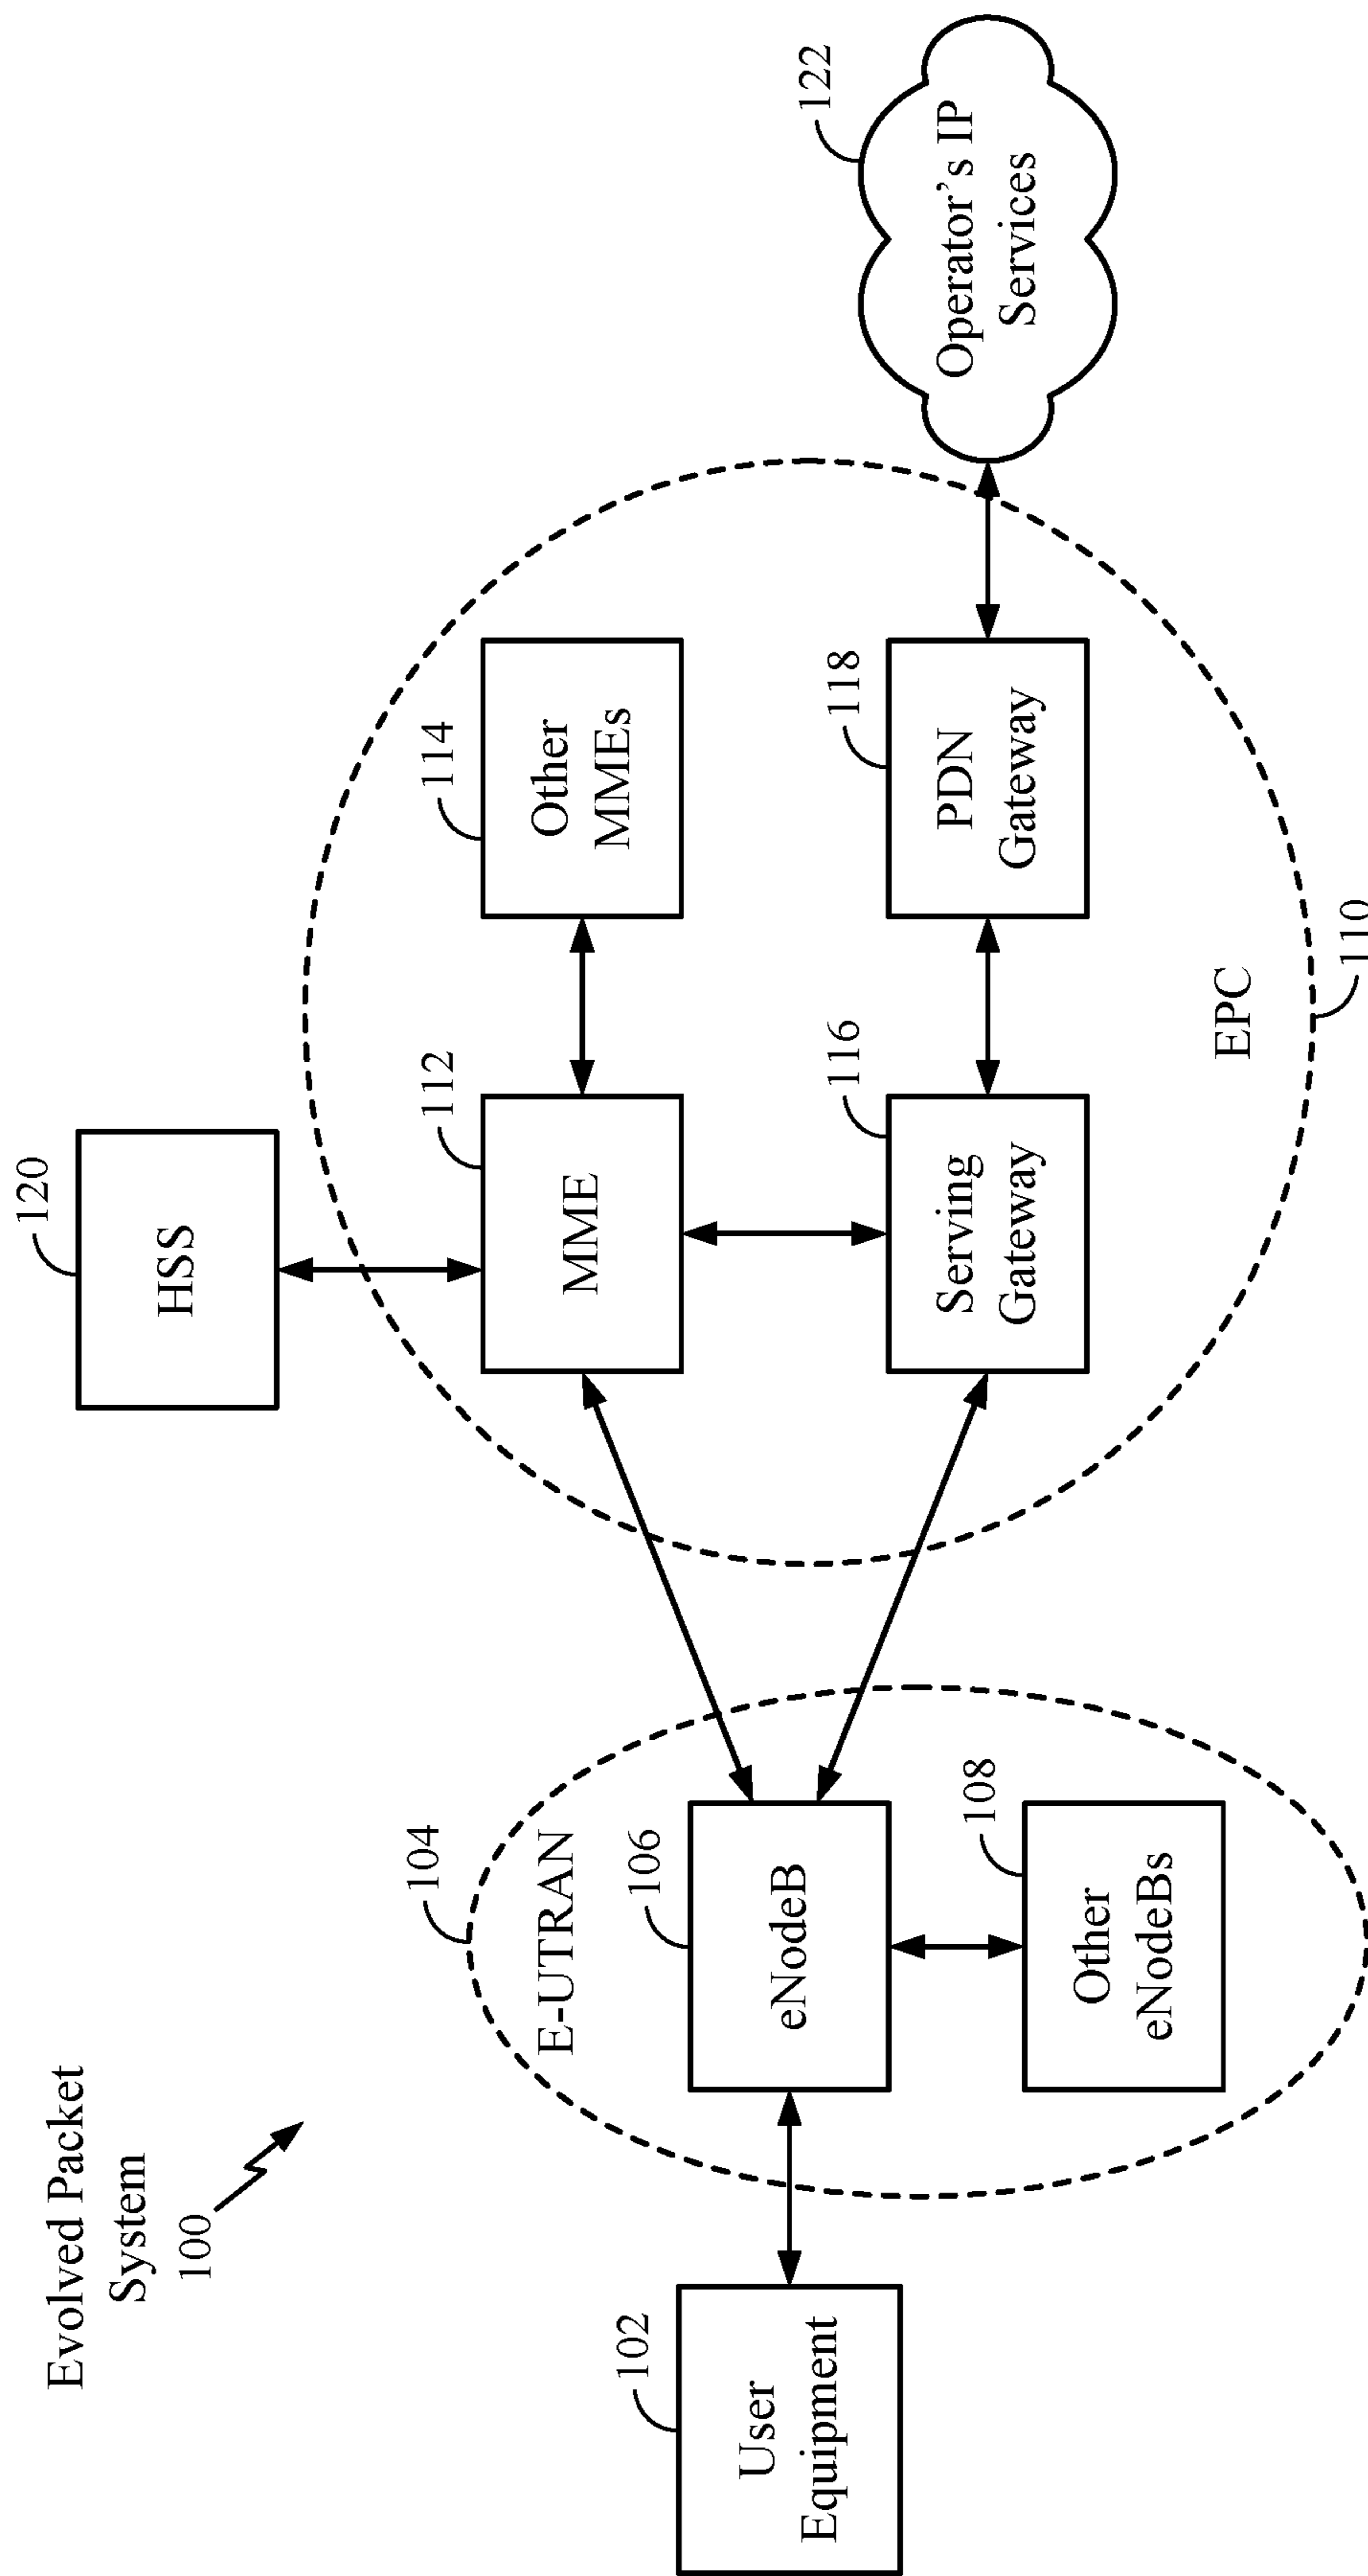 Evolved Packet
System
100
120
HSS
104
E-UTRAN
102
User
Equipment
106
eNodeB
108
Other
eNodeBs
112
MME
114
Other
MMEs
116
Serving
Gateway
118
PDN
Gateway
EPC
110
122
Operator's IP
Services